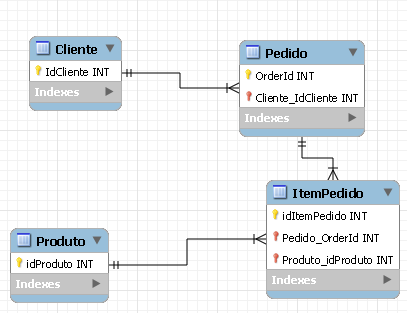 Cliente
IdCliente INT
Indexes
Pedido
OrderId INT
Cliente_IdCliente INT
Indexes
ItemPedido
idItemPedido INT
Pedido_OrderId INT
Produto_idProduto INT
Indexes
Produto
idProduto INT
Indexes